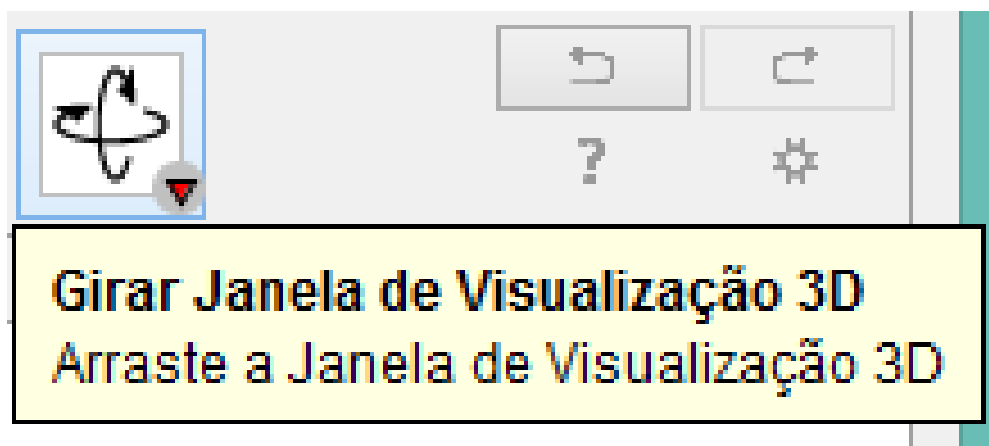 ?
Girar Janela de Visualização 3D
Arraste a Janela de Visualização 3D